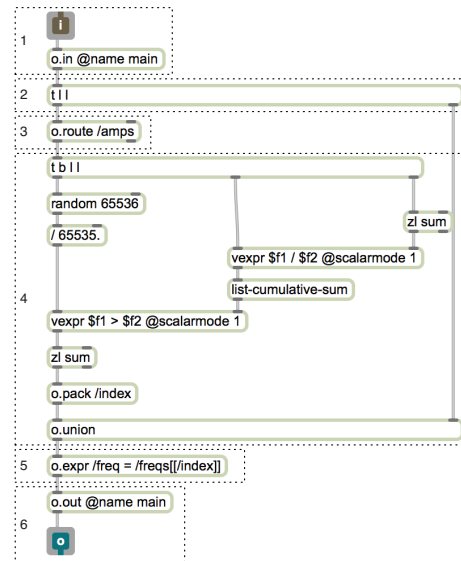 i
1
o.in @name main
2
t l l
3
o.route /amps
t b l l
random 65536
zl sum
/ 65535.
vexpr $f1 / $f2 @scalarmode 1
list-cumulative-sum
4
vexpr $f1 > $f2 @scalarmode 1
zl sum
o.pack /index
o.union
5
o.expr /freq = /freqs[[/index]]
o.out @name main
6
o